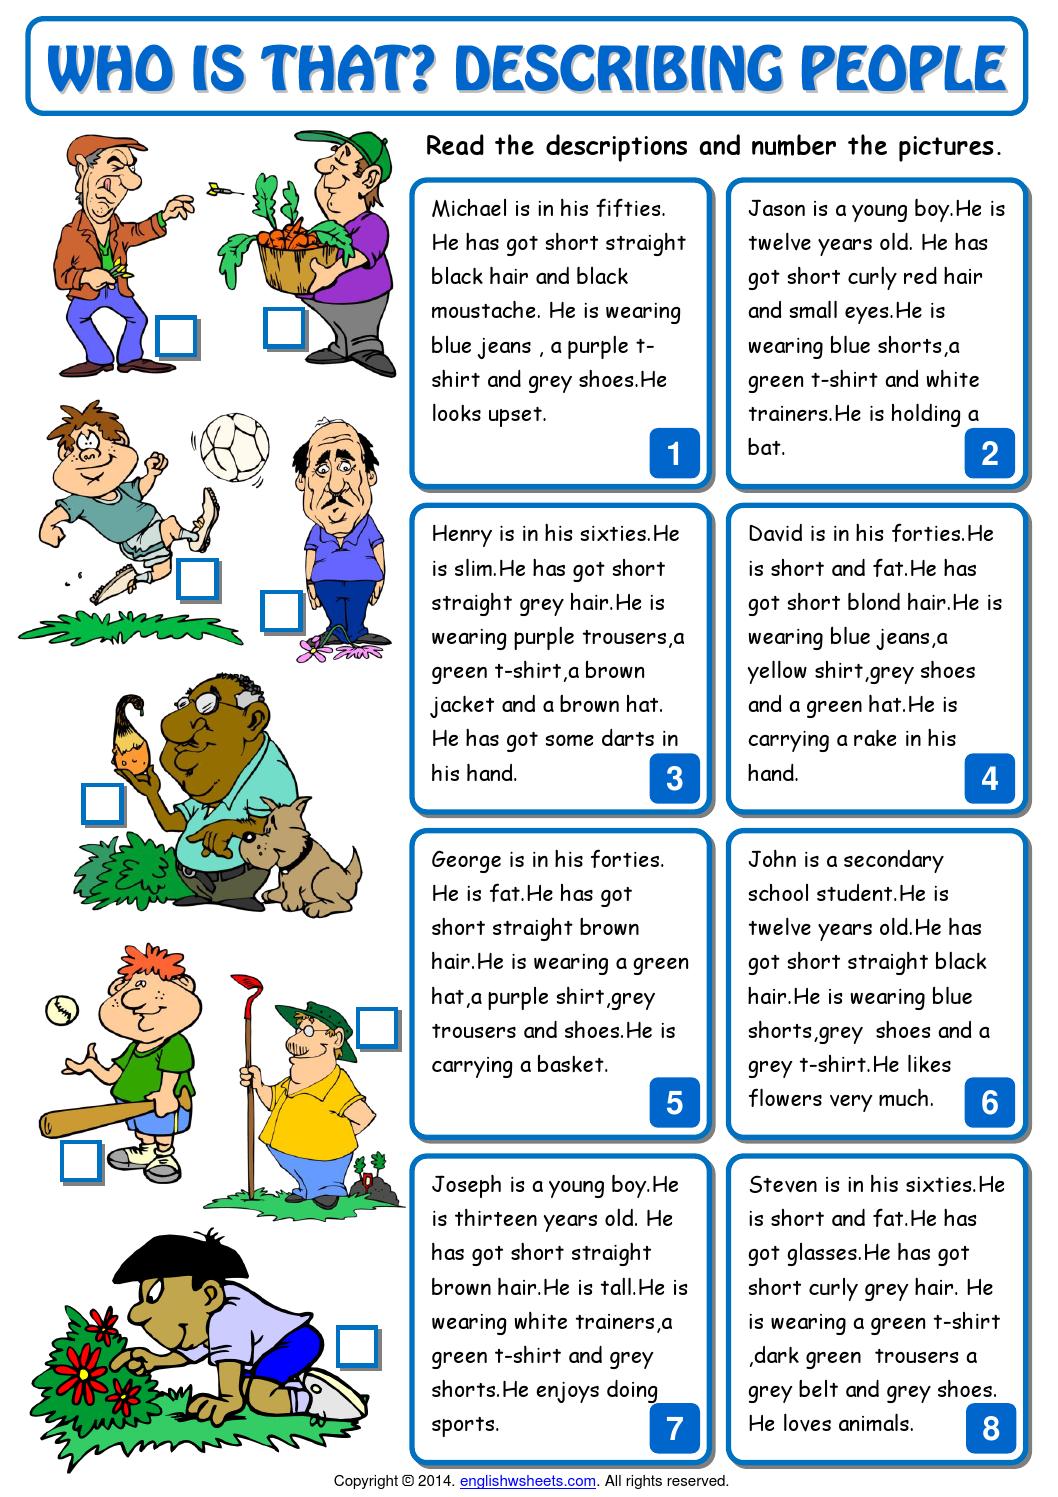 WHO IS THAT? DESCRIBING PEOPLE
Read the descriptions and number the pictures.
Michael is in his fifties.
He has got short straight
black hair and black
moustache. He is wearing
blue jeans , a purple t-
shirt and grey shoes.He
looks upset.
1
Jason is a young boy.He is
twelve years old. He has
got short curly red hair
and small eyes.He is
wearing blue shorts,a
green t-shirt and white
trainers.He is holding a
bat.
2
Henry is in his sixties.He
is slim.He has got short
straight grey hair.He is
wearing purple trousers,a
green t-shirt,a brown
jacket and a brown hat.
He has got some darts in
his hand.
3
David is in his forties.He
is short and fat.He has
got short blond hair.He is
wearing blue jeans,a
yellow shirt,grey shoes
and a green hat.He is
carrying a rake in his
hand.
4
George is in his forties.
He is fat.He has got
short straight brown
hair.He is wearing a green
hat,a purple shirt,grey
trousers and shoes.He is
carrying a basket.
5
John is a secondary
school student.He is
twelve years old.He has
got short straight black
hair.He is wearing blue
shorts,grey shoes and a
grey t-shirt.He likes
flowers very much.
6
Joseph is a young boy.He
is thirteen years old. He
has got short straight
brown hair.He is tall.He is
wearing white trainers,a
green t-shirt and grey
shorts.He enjoys doing
sports.
7
Steven is in his sixties.He
is short and fat.He has
got glasses.He has got
short curly grey hair. He
is wearing a green t-shirt
,dark green trousers a
grey belt and grey shoes.
He loves animals.
8
Copyright © 2014. englishwsheets.com. All rights reserved.